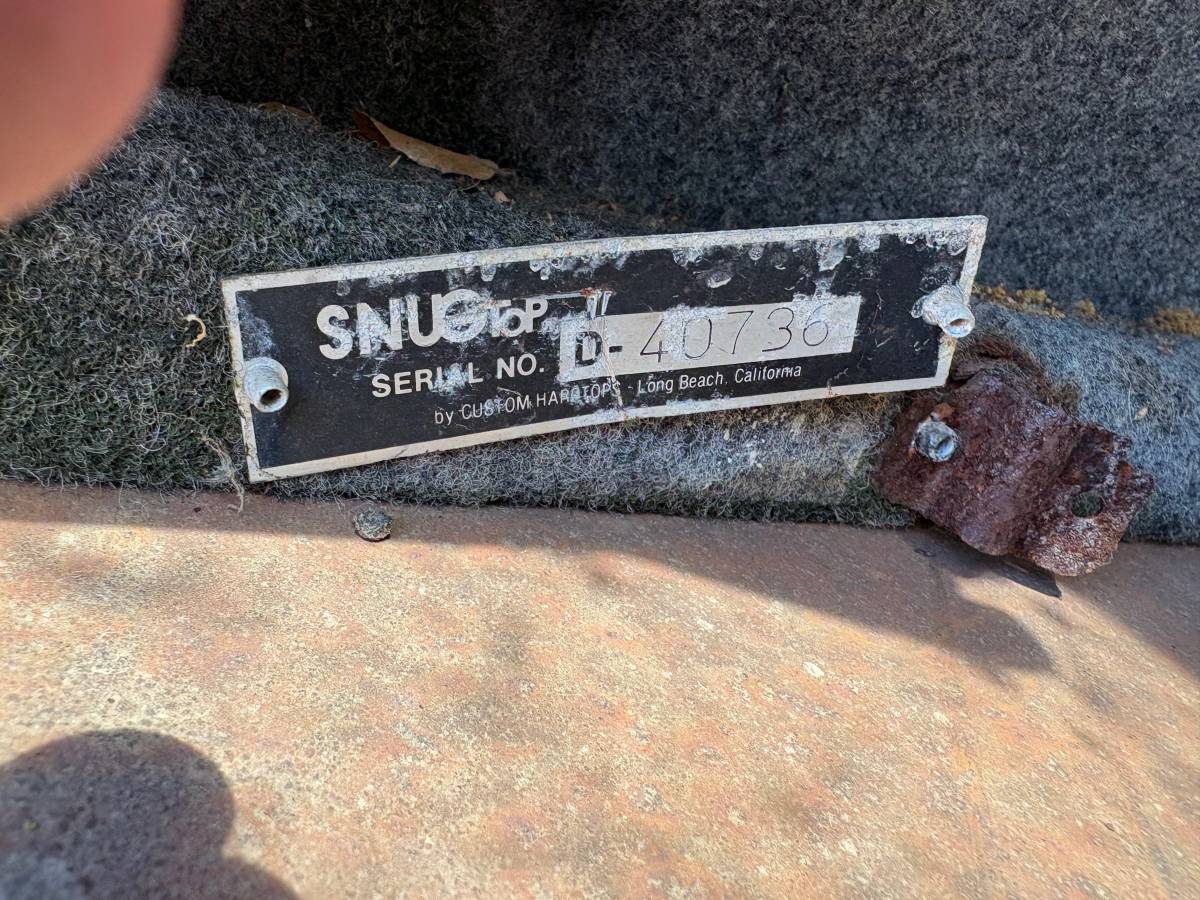 SNUGTOP
SERIAL NO. D-40736
by CUSTOM HARDTOPS - Long Beach, California